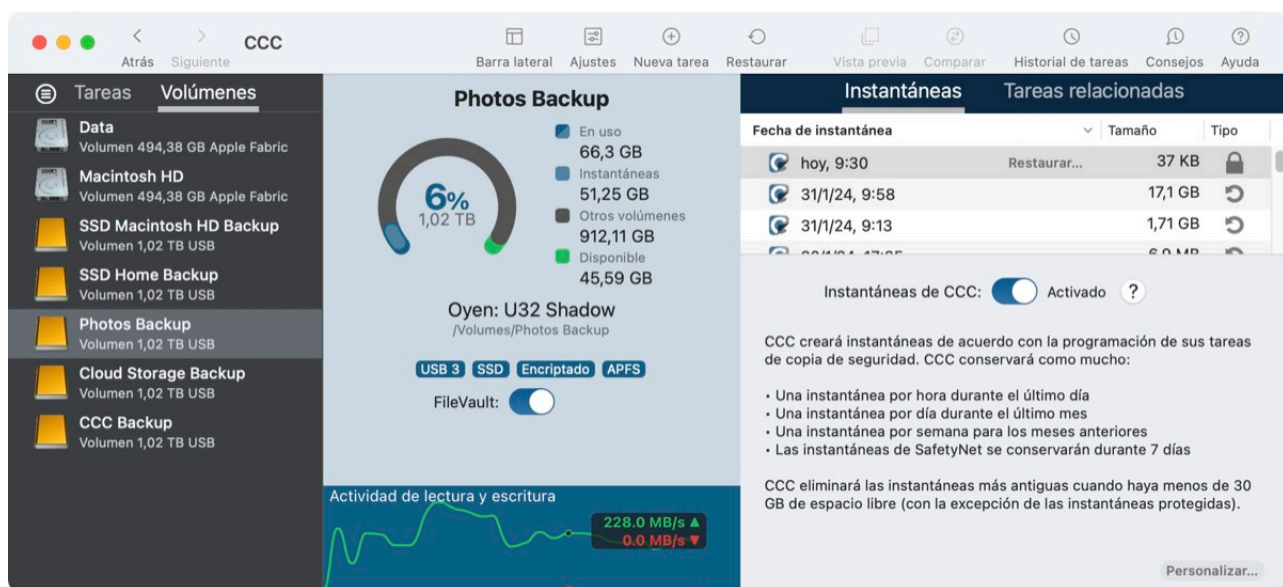 CCC
Atrás
Siguiente
Barra lateral
Ajustes
Nueva tarea
Restaurar
Vista previa
Comparar
Historial de tareas
Consejos
Ayuda
Tareas
Volúmenes
Data
Volumen 494,38 GB Apple Fabric
Macintosh HD
Volumen 494,38 GB Apple Fabric
SSD Macintosh HD Backup
Volumen 1,02 TB USB
SSD Home Backup
Volumen 1,02 TB USB
Photos Backup
Volumen 1,02 TB USB
Cloud Storage Backup
Volumen 1,02 TB USB
CCC Backup
Volumen 1,02 TB USB
Photos Backup
6%
1,02 TB
En uso
66,3 GB
Instantáneas
51,25 GB
Otros volúmenes
912,11 GB
Disponible
45,59 GB
Oyen: U32 Shadow
/Volumes/Photos Backup
USB 3 SSD Encriptado APFS
FileVault:
Actividad de lectura y escritura
228.0 MB/s ▲
0.0 MB/s ▼
Instantáneas
Tareas relacionadas
Fecha de instantánea Tamaño Tipo
hoy, 9:30 Restaurar... 37 KB
31/1/24, 9:58 17,1 GB
31/1/24, 9:13 1,71 GB
Instantáneas de CCC: Activado ?
CCC creará instantáneas de acuerdo con la programación de sus tareas
de copia de seguridad. CCC conservará como mucho:
• Una instantánea por hora durante el último día
• Una instantánea por día durante el último mes
• Una instantánea por semana para los meses anteriores
• Las instantáneas de SafetyNet se conservarán durante 7 días
CCC eliminará las instantáneas más antiguas cuando haya menos de 30
GB de espacio libre (con la excepción de las instantáneas protegidas).
Personalizar...